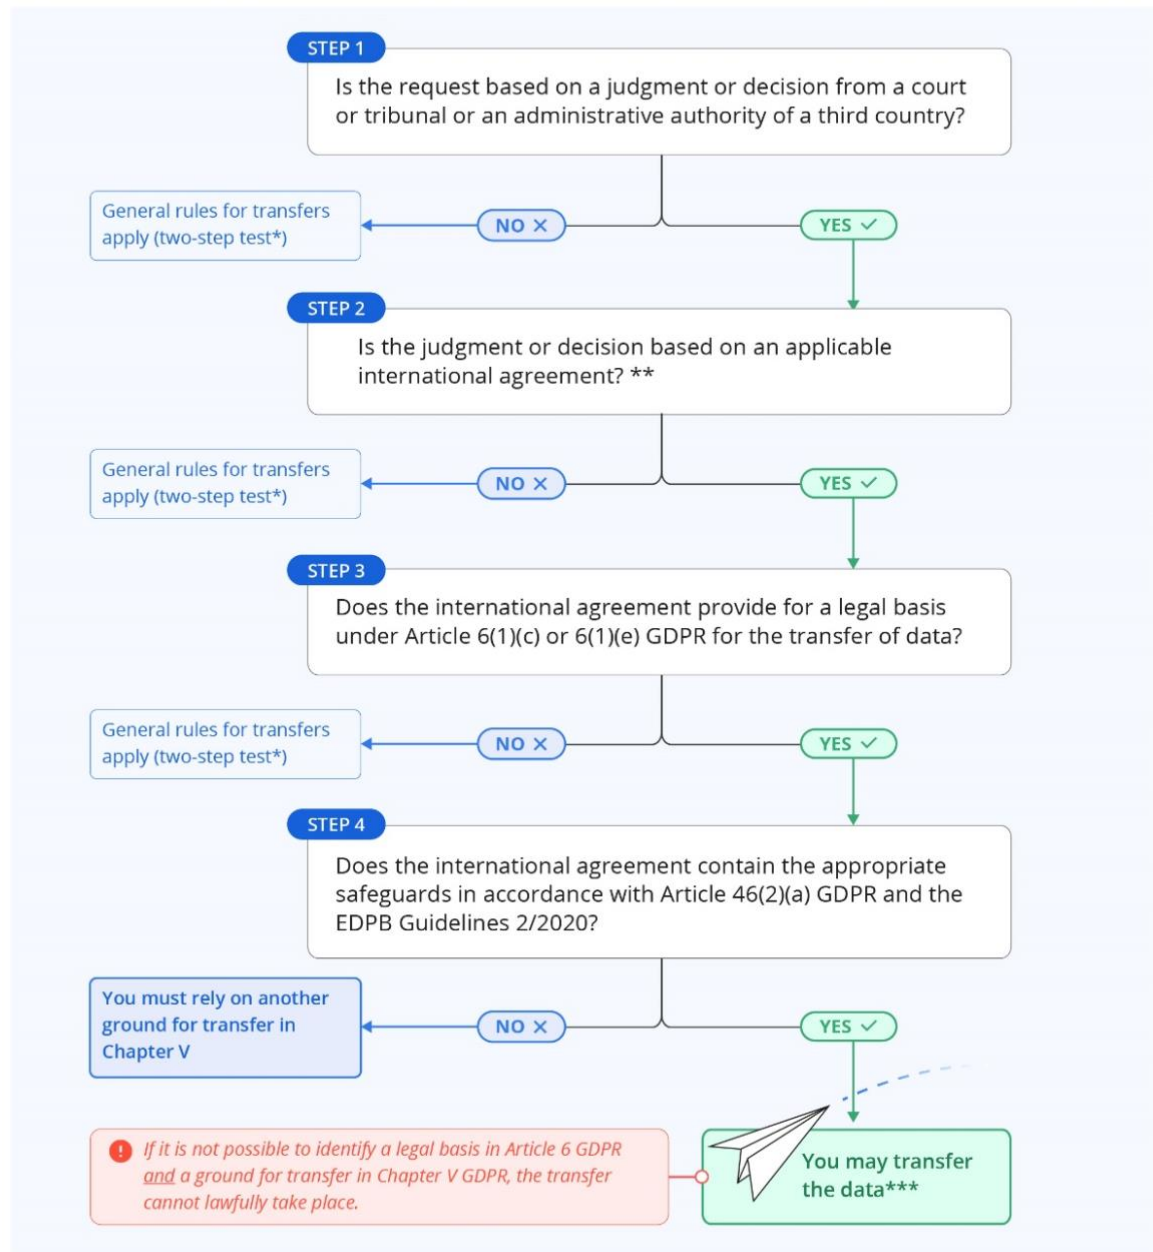 STEP 1
Is the request based on a judgment or decision from a court
or tribunal or an administrative authority of a third country?
General rules for transfers
apply (two-step test*)
NO
YES
STEP 2
Is the judgment or decision based on an applicable
international agreement? **
General rules for transfers
apply (two-step test*)
NO
YES
STEP 3
Does the international agreement provide for a legal basis
under Article 6(1)(c) or 6(1)(e) GDPR for the transfer of data?
General rules for transfers
apply (two-step test*)
NO
YES
STEP 4
Does the international agreement contain the appropriate
safeguards in accordance with Article 46(2)(a) GDPR and the
EDPB Guidelines 2/2020?
You must rely on another
ground for transfer in
Chapter V
NO
YES
If it is not possible to identify a legal basis in Article 6 GDPR
and a ground for transfer in Chapter V GDPR, the transfer
cannot lawfully take place.
You may transfer
the data***